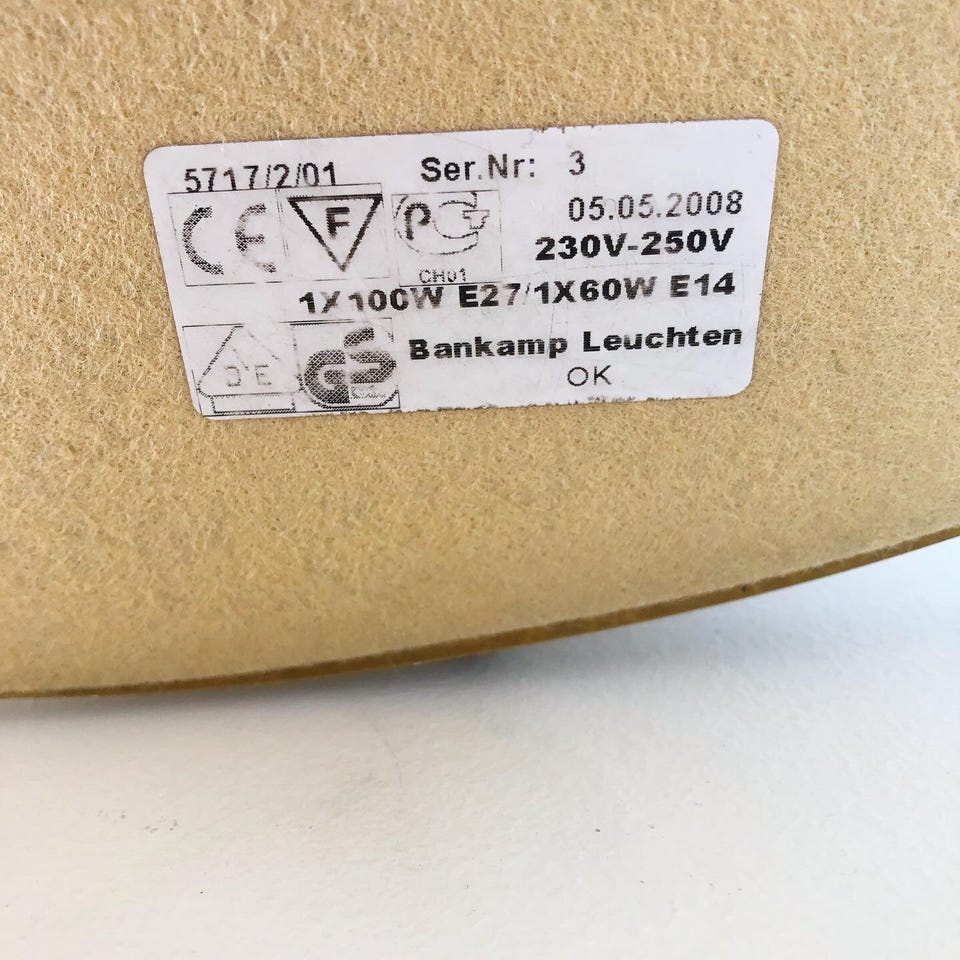 5717/2/01 Ser.Nr: 3
CE F PG 05.05.2008
CH01 230V-250V
1X100W E27/1X60W E14
D'E GS Bankamp Leuchten
OK